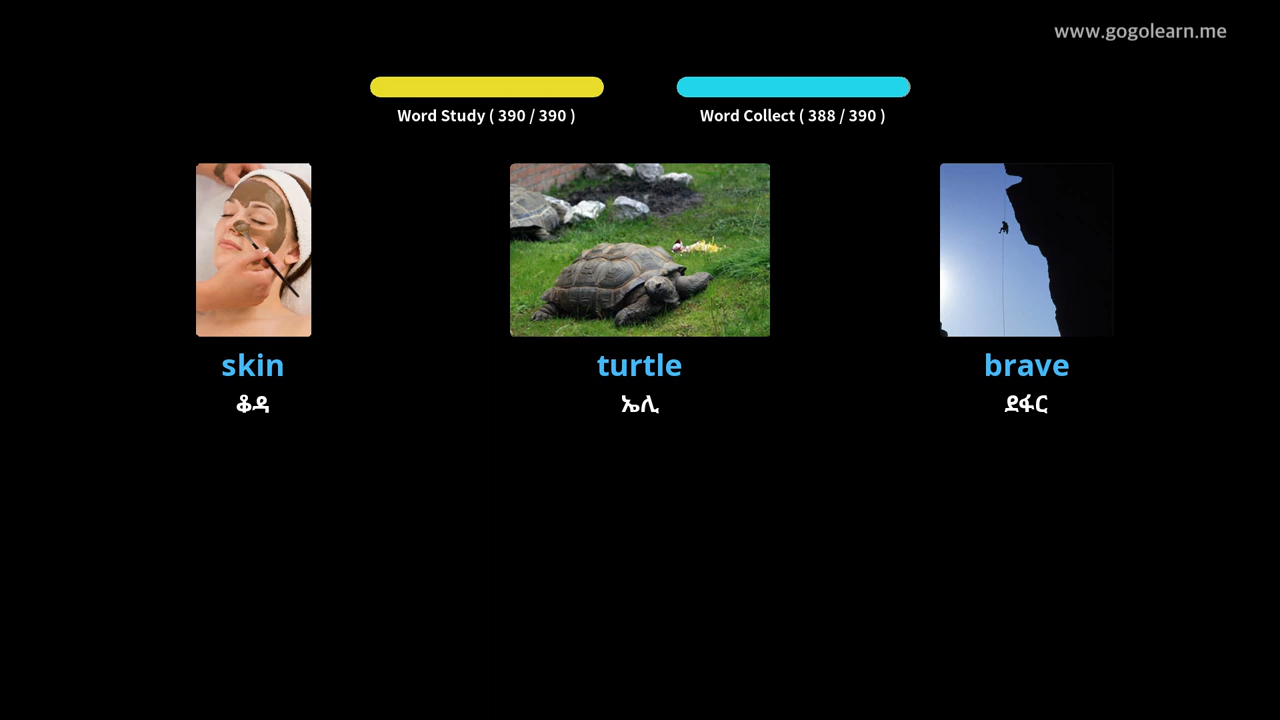 www.gogolearn.me
Word Study ( 390 / 390 )
Word Collect ( 388 / 390 )
skin
turtle
brave
ቆዳ
ኤሊ
ደፋር